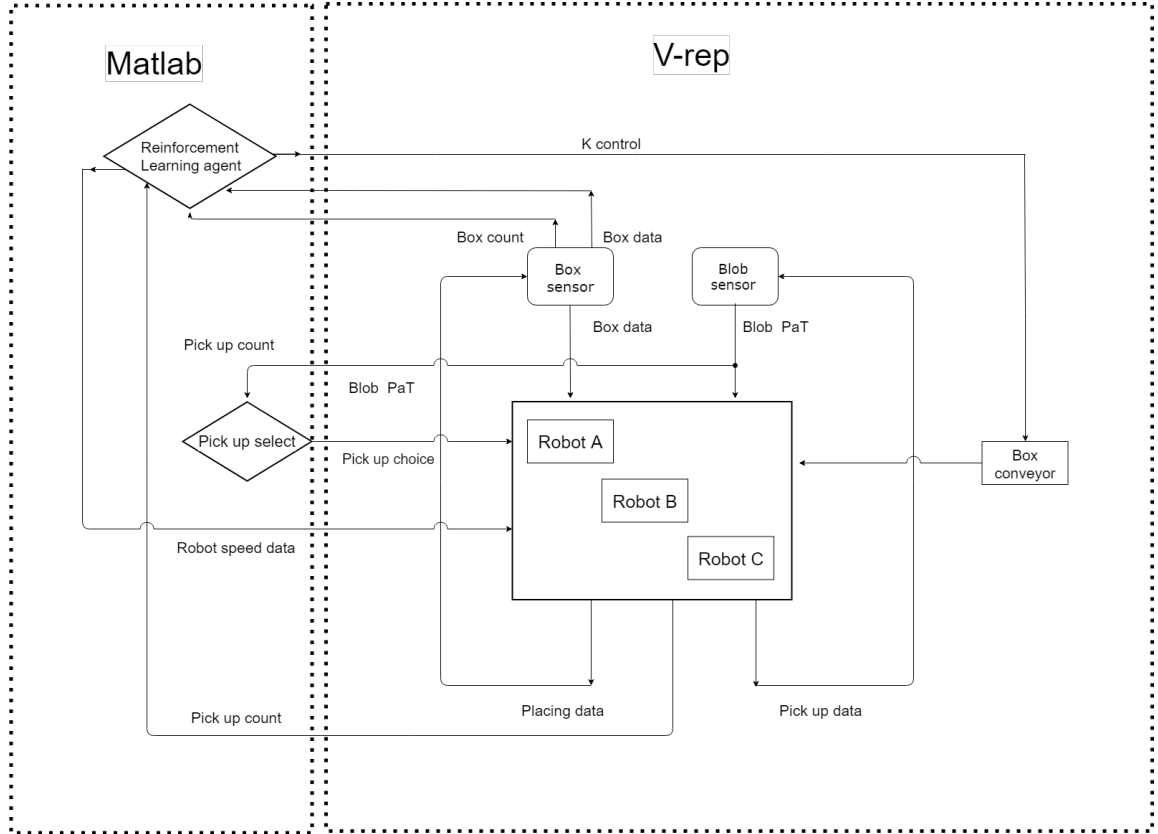 Matlab
V-rep
Reinforcement
Learning agent
K control
Box count
Box data
Box
sensor
Blob
sensor
Box data
Blob PaT
Pick up count
Blob PaT
Pick up select
Pick up choice
Robot A
Robot B
Robot C
Box
conveyor
Robot speed data
Placing data
Pick up data
Pick up count